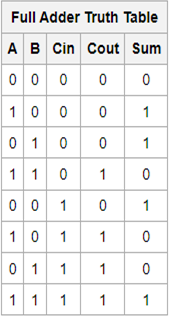 Full Adder Truth Table
A B Cin Cout Sum
0 0 0 0 0
1 0 0 0 1
0 1 0 0 1
1 1 0 1 0
0 0 1 0 1
1 0 1 1 0
0 1 1 1 0
1 1 1 1 1